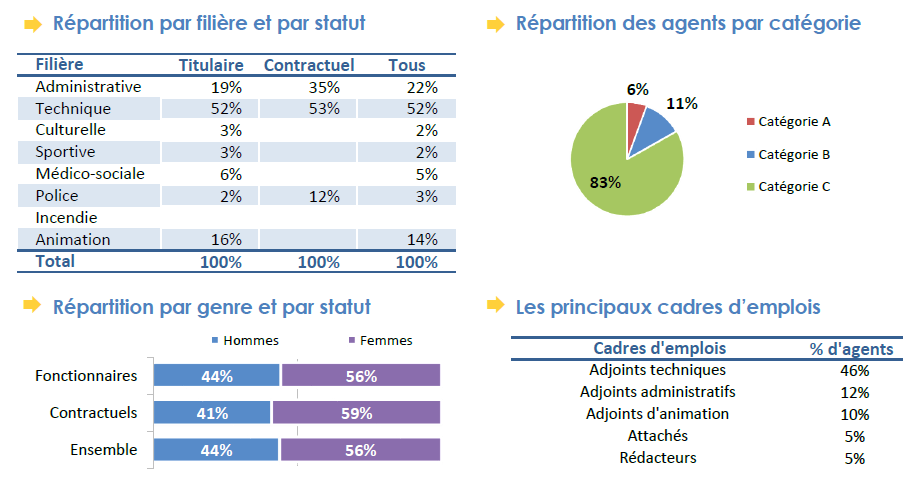 Répartition par filière et par statut
Filière Titulaire Contractuel Tous
Administrative 19% 35% 22%
Technique 52% 53% 52%
Culturelle 3% 2%
Sportive 3% 2%
Médico-sociale 6% 5%
Police 2% 12% 3%
Incendie
Animation 16% 14%
Total 100% 100% 100%
Répartition des agents par catégorie
6%
11%
83%
Catégorie A
Catégorie B
Catégorie C
Répartition par genre et par statut
Hommes Femmes
Fonctionnaires 44% 56%
Contractuels 41% 59%
Ensemble 44% 56%
Les principaux cadres d’emplois
Cadres d'emplois % d'agents
Adjoints techniques 46%
Adjoints administratifs 12%
Adjoints d'animation 10%
Attachés 5%
Rédacteurs 5%